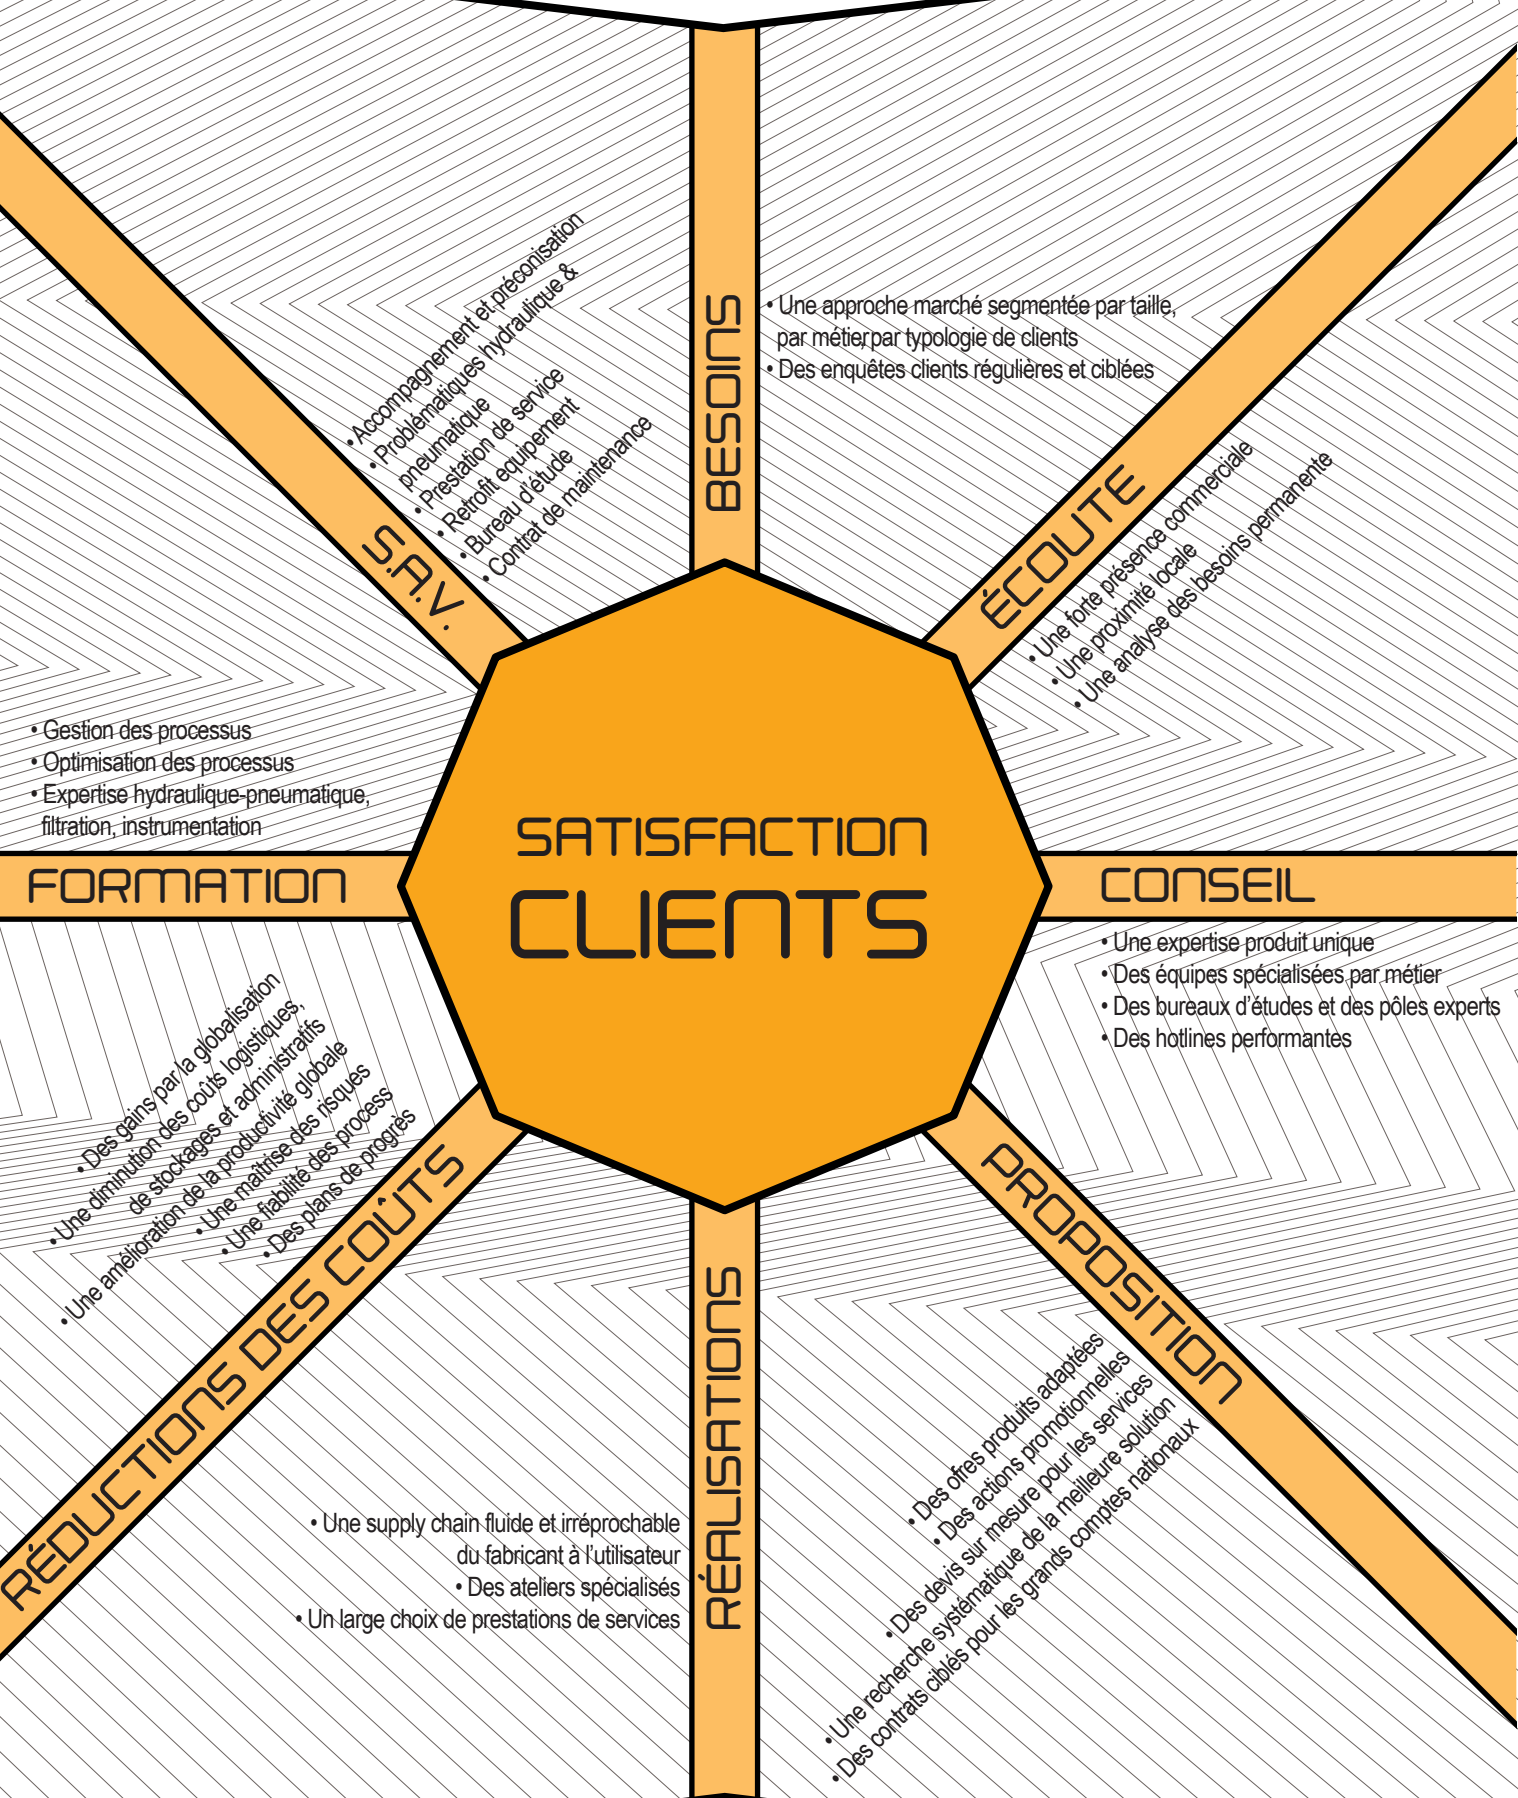 SATISFACTION
CLIENTS
BESOINS
• Une approche marché segmentée par taille,
par métier,par typologie de clients
• Des enquêtes clients régulières et ciblées
ÉCOUTE
• Une forte présence commerciale
• Une proximité locale
• Une analyse des besoins permanente
CONSEIL
• Une expertise produit unique
• Des équipes spécialisées par métier
• Des bureaux d’études et des pôles experts
• Des hotlines performantes
PROPOSITION
• Des offres produits adaptées
• Des actions promotionnelles
• Des devis sur mesure pour les services
• Une recherche systématique de la meilleure solution
• Des contrats ciblés pour les grands comptes nationaux
RÉALISATIONS
• Une supply chain fluide et irréprochable
du fabricant à l’utilisateur
• Des ateliers spécialisés
• Un large choix de prestations de services
RÉDUCTIONS DES COÛTS
• Des gains par la globalisation
• Une diminution des coûts logistiques,
de stockages et administratifs
• Une amélioration de la productivité globale
• Une maîtrise des risques
• Une fiabilité des process
• Des plans de progrès
FORMATION
• Gestion des processus
• Optimisation des processus
• Expertise hydraulique-pneumatique,
filtration, instrumentation
S.A.V.
• Accompagnement et préconisation
• Problématiques hydraulique &
pneumatique
• Prestation de service
• Retrofit equipement
• Bureau d’étude
• Contrat de maintenance